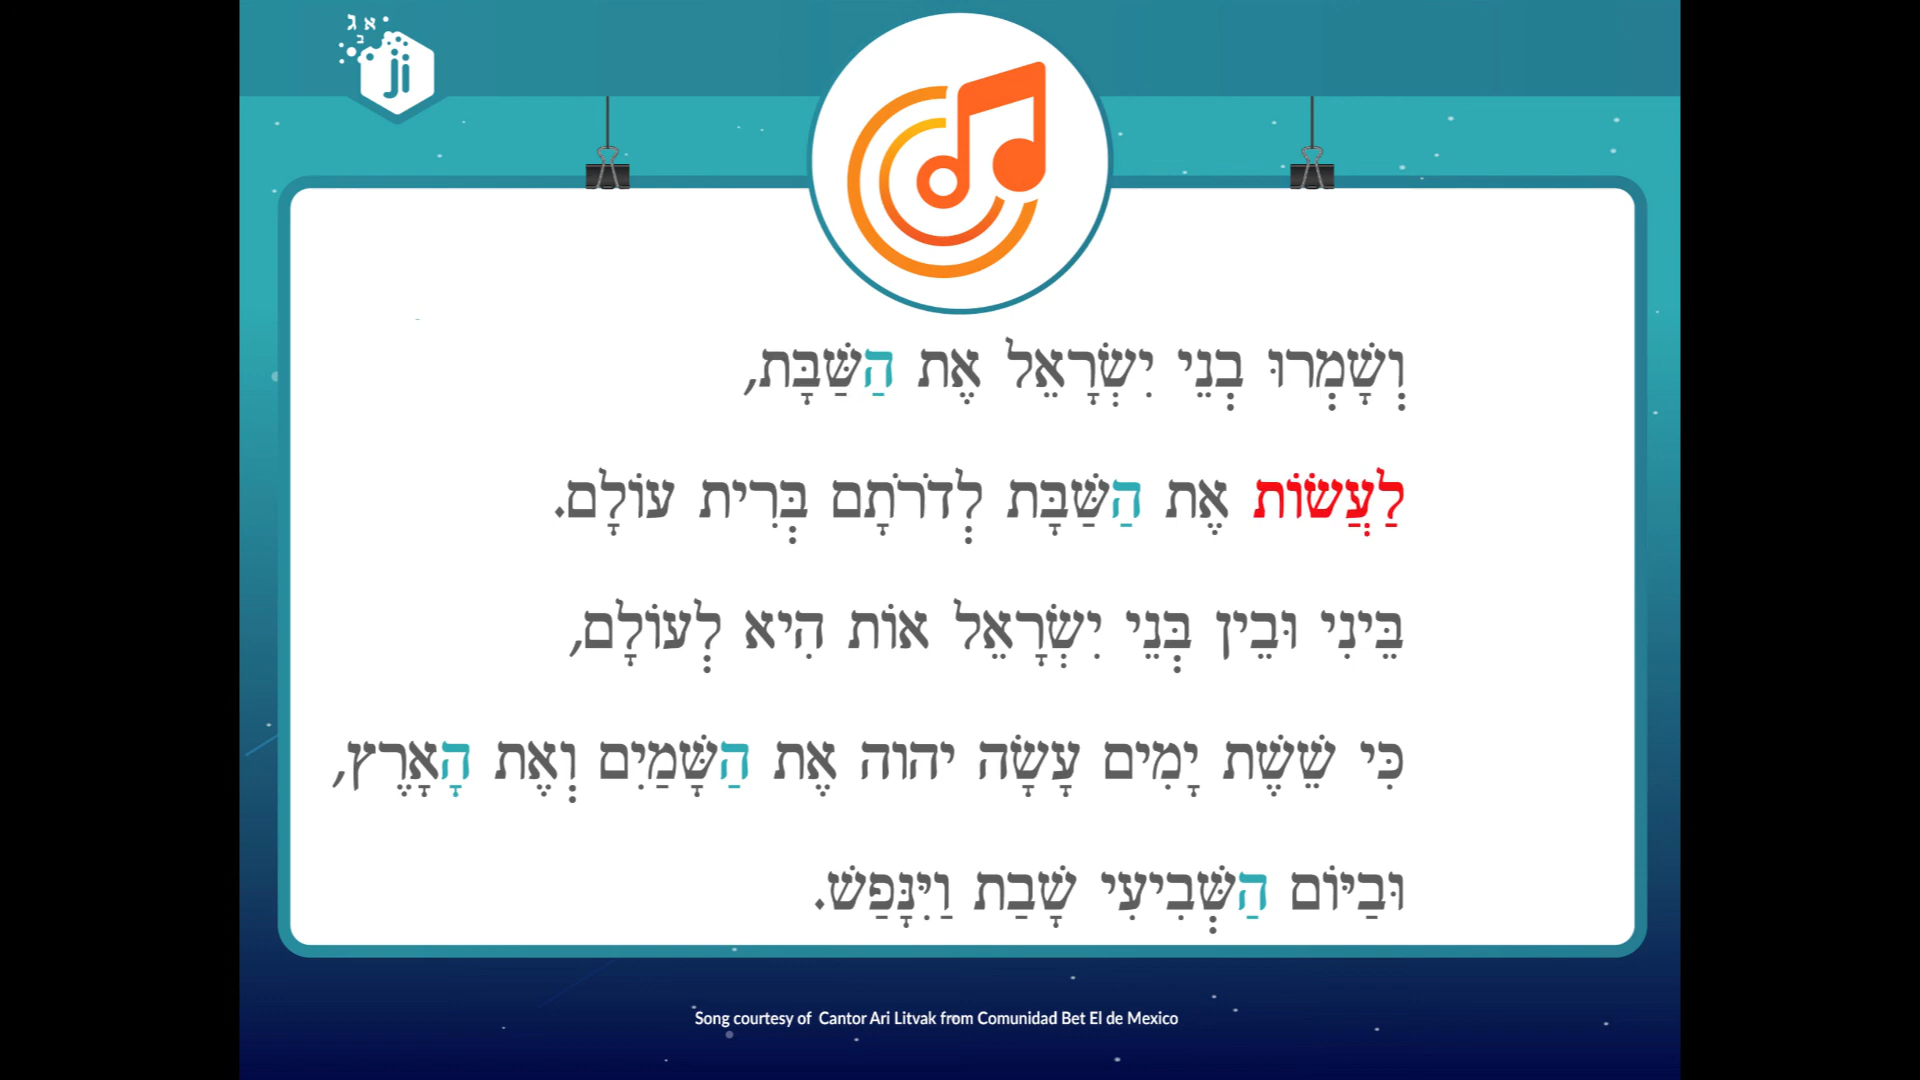 ג א
ב
ji
וְשָׁמְרוּ בְנֵי יִשְׂרָאֵל אֶת הַשַּׁבָּת,
לַעֲשׂוֹת אֶת הַשַּׁבָּת לְדֹרֹתָם בְּרִית עוֹלָם.
בֵּינִי וּבֵין בְּנֵי יִשְׂרָאֵל אוֹת הִיא לְעוֹלָם,
כִּי שֵׁשֶׁת יָמִים עָשָׂה יהוה אֶת הַשָּׁמַיִם וְאֶת הָאָרֶץ,
וּבַיּוֹם הַשְּׁבִיעִי שָׁבַת וַיִּנָּפַשׁ.
Song courtesy of Cantor Ari Litvak from Comunidad Bet El de Mexico